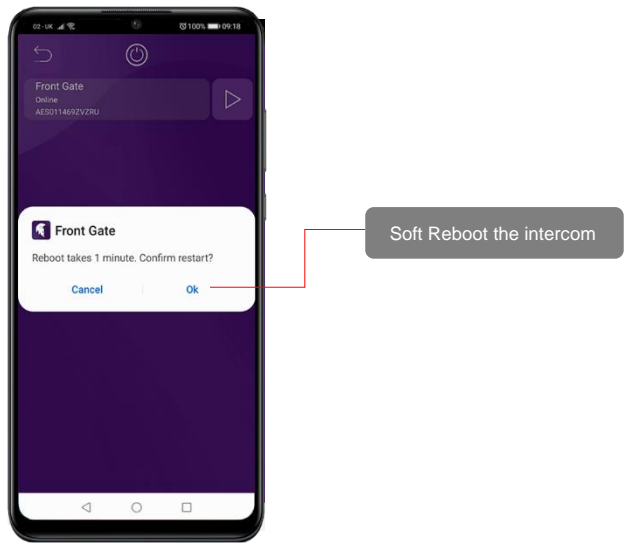 O2-UK 100% 09:18
Front Gate
Online
AES011469ZVZRU
Front Gate
Reboot takes 1 minute. Confirm restart?
Cancel Ok
Soft Reboot the intercom